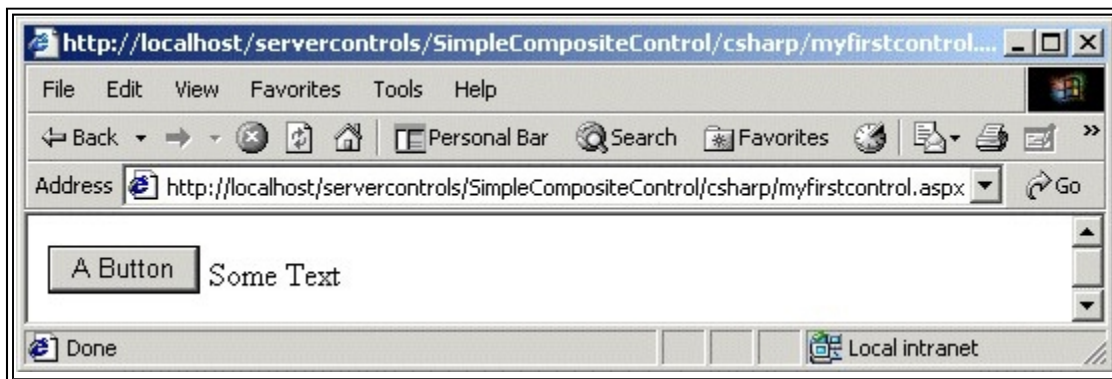 http://localhost/servercontrols/SimpleCompositeControl/csharp/myfirstcontrol....
File Edit View Favorites Tools Help
Back Personal Bar Search Favorites »
Address http://localhost/servercontrols/SimpleCompositeControl/csharp/myfirstcontrol.aspx Go
A Button Some Text
Done Local intranet